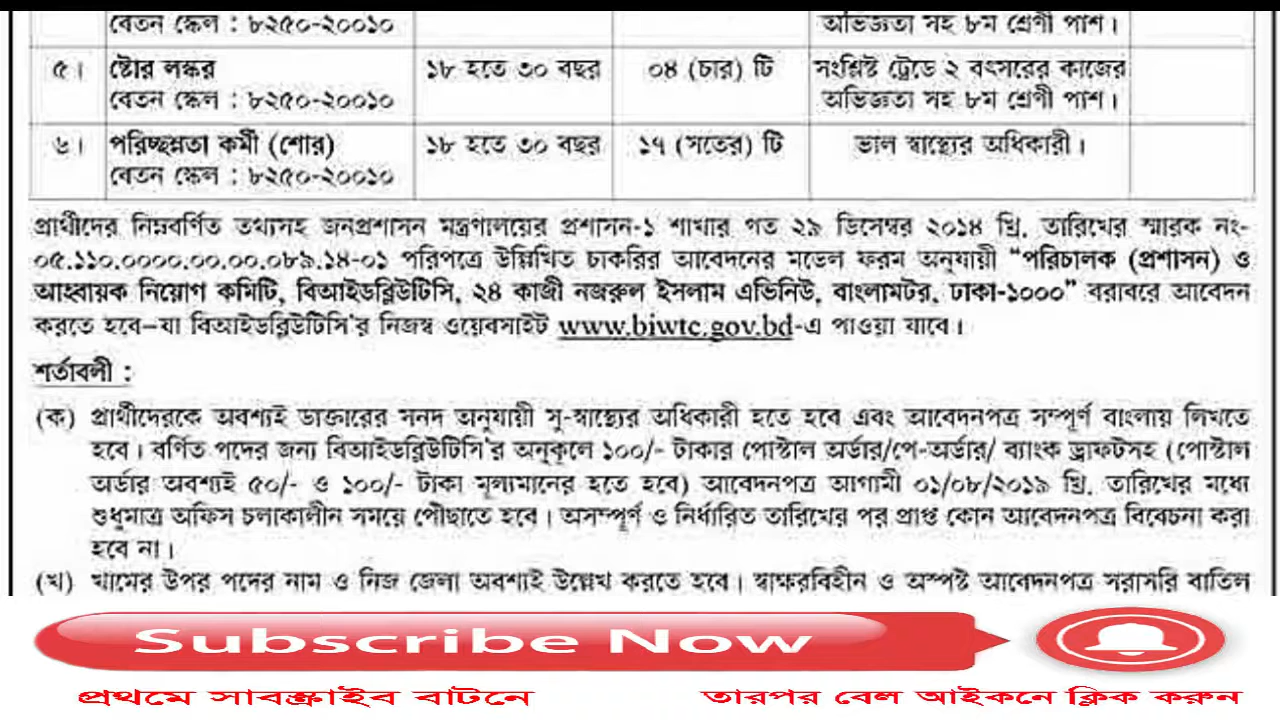 বেতন স্কেল : ৮২৫০-২০০১০ অভিজ্ঞতা সহ ৮ম শ্রেণী পাশ।
৫। ষ্টোর লস্কর ১৮ হতে ৩০ বছর ০৪ (চার) টি সংশ্লিষ্ট ট্রেডে ২ বৎসরের কাজের
বেতন স্কেল : ৮২৫০-২০০১০ অভিজ্ঞতা সহ ৮ম শ্রেণী পাশ।
৬। পরিচ্ছন্নতা কর্মী (শোর) ১৮ হতে ৩০ বছর ১৭ (সতের) টি ভাল স্বাস্থ্যের অধিকারী।
বেতন স্কেল : ৮২৫০-২০০১০
প্রার্থীদের নিম্নবর্ণিত তথ্যসহ জনপ্রশাসন মন্ত্রণালয়ের প্রশাসন-১ শাখার গত ২৯ ডিসেম্বর ২০১৪ খ্রি. তারিখের স্মারক নং-
০৫.১১০.০০০০.০০.০০.০৮৯.১৪-০১ পরিপত্রে উল্লিখিত চাকরির আবেদনের মডেল ফরম অনুযায়ী “পরিচালক (প্রশাসন) ও
আহবায়ক নিয়োগ কমিটি, বিআইডব্লিউটিসি, ২৪ কাজী নজরুল ইসলাম এভিনিউ, বাংলামটর, ঢাকা-১০০০” বরাবরে আবেদন
করতে হবে–যা বিআইডব্লিউটিসি'র নিজস্ব ওয়েবসাইট www.biwtc.gov.bd-এ পাওয়া যাবে।
শর্তাবলী :
(ক) প্রার্থীদেরকে অবশ্যই ডাক্তারের সনদ অনুযায়ী সু-স্বাস্থ্যের অধিকারী হতে হবে এবং আবেদনপত্র সম্পূর্ণ বাংলায় লিখতে
হবে। বর্ণিত পদের জন্য বিআইডব্লিউটিসি'র অনুকূলে ১০০/- টাকার পোস্টাল অর্ডার/পে-অর্ডার/ ব্যাংক ড্রাফটসহ (পোস্টাল
অর্ডার অবশ্যই ৫০/- ও ১০০/- টাকা মূল্যমানের হতে হবে) আবেদনপত্র আগামী ০১/০৮/২০১৯ খ্রি. তারিখের মধ্যে
শুধুমাত্র অফিস চলাকালীন সময়ে পৌছাতে হবে। অসম্পূর্ণ ও নির্ধারিত তারিখের পর প্রাপ্ত কোন আবেদনপত্র বিবেচনা করা
হবে না।
(খ) খামের উপর পদের নাম ও নিজ জেলা অবশ্যই উল্লেখ করতে হবে। স্বাক্ষরবিহীন ও অস্পষ্ট আবেদনপত্র সরাসরি বাতিল
Subscribe Now
প্রথমে সাবস্ক্রাইব বাটনে তারপর বেল আইকনে ক্লিক করুন